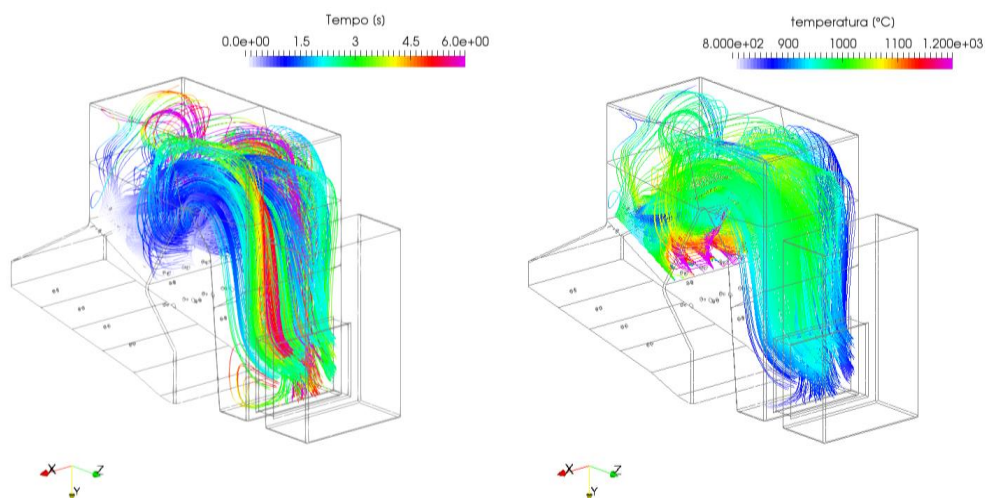 Tempo (s)
0.0e+00 1.5 3 4.5 6.0e+00
temperatura (°C)
8.000e+02 900 1000 1100 1.200e+03
X Z
Y
X Z
Y